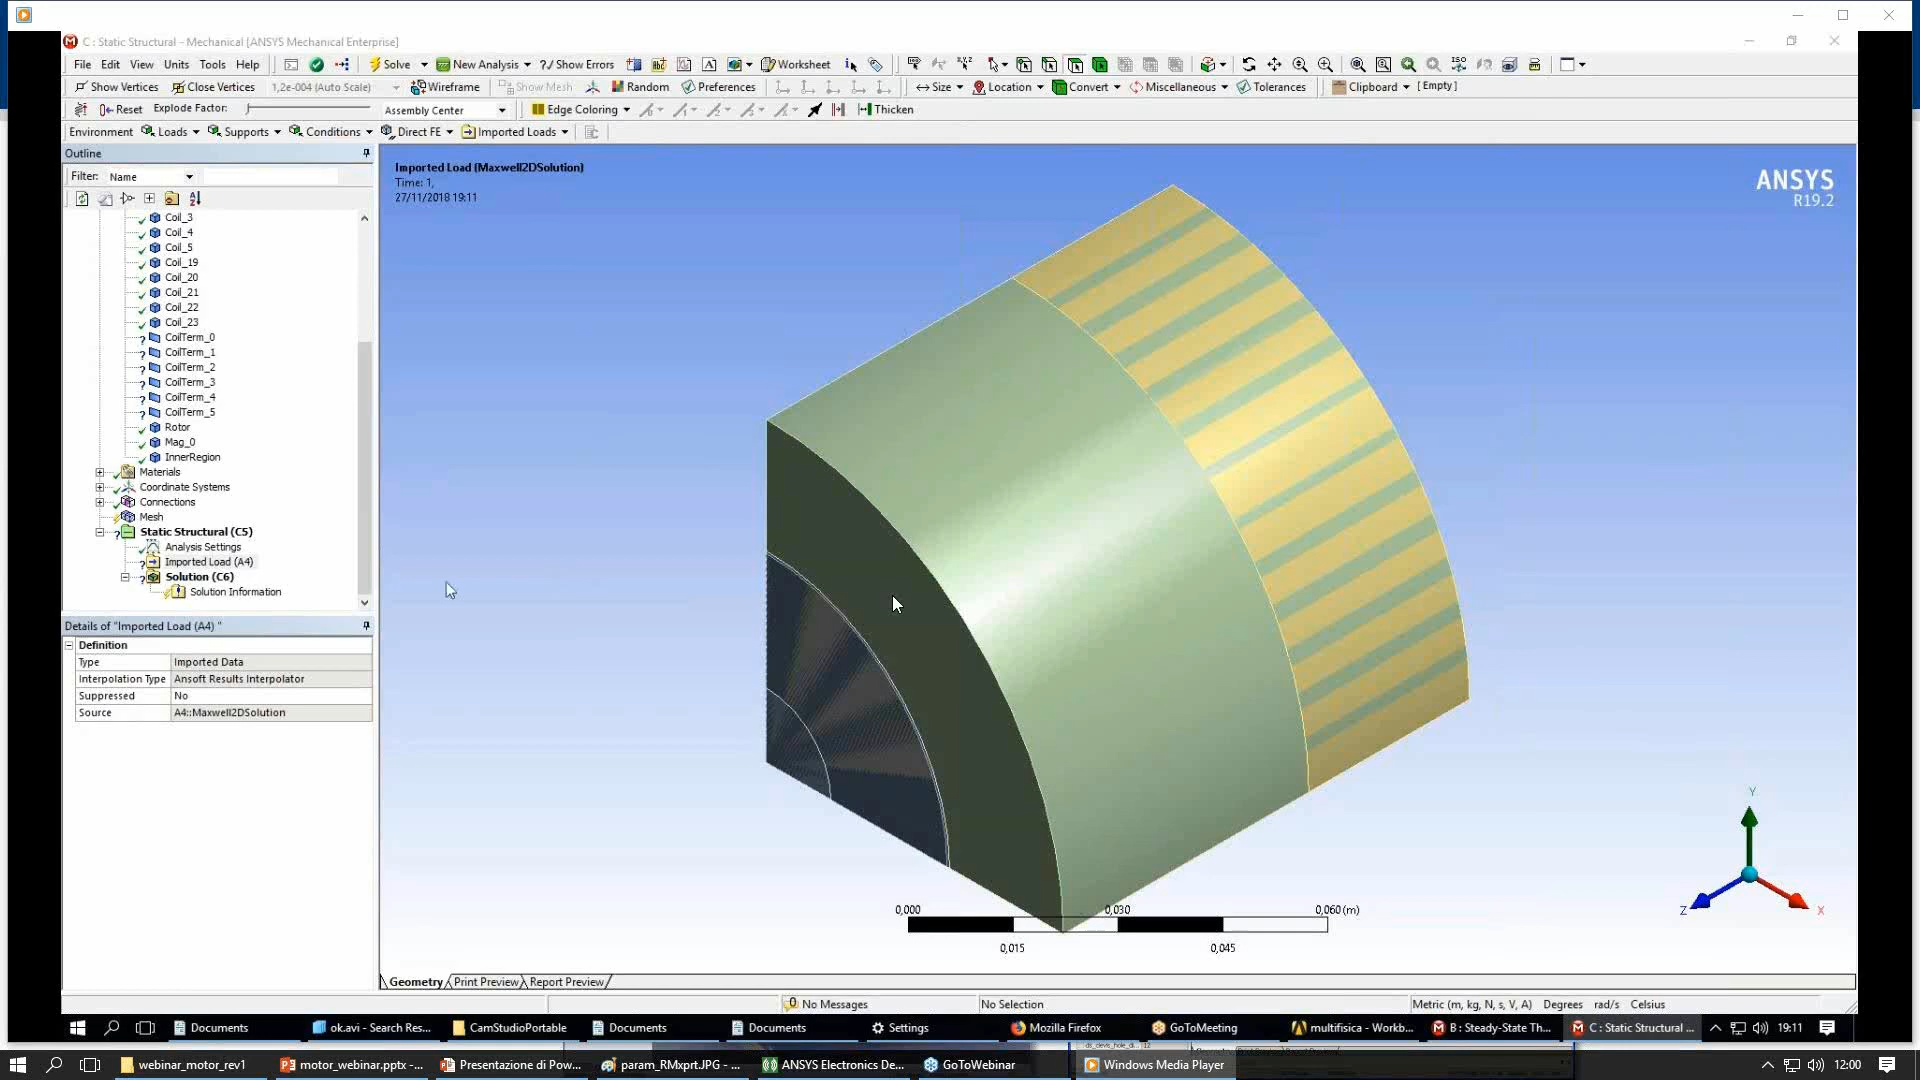 C : Static Structural - Mechanical [ANSYS Mechanical Enterprise]
File Edit View Units Tools Help Solve New Analysis ?/ Show Errors Worksheet
Show Vertices Close Vertices 1,2e-004 (Auto Scale) Wireframe Show Mesh Random Preferences Size Location Convert Miscellaneous Tolerances Clipboard [ Empty ]
Reset Explode Factor: Assembly Center Edge Coloring Thicken
Environment Loads Supports Conditions Direct FE Imported Loads
Outline
Filter: Name
Coil_3
Coil_4
Coil_5
Coil_19
Coil_20
Coil_21
Coil_22
Coil_23
CoilTerm_0
CoilTerm_1
CoilTerm_2
CoilTerm_3
CoilTerm_4
CoilTerm_5
Rotor
Mag_0
InnerRegion
Materials
Coordinate Systems
Connections
Mesh
Static Structural (C5)
Analysis Settings
Imported Load (A4)
Solution (C6)
Solution Information
Details of "Imported Load (A4) "
Definition
Type Imported Data
Interpolation Type Ansoft Results Interpolator
Suppressed No
Source A4::Maxwell2DSolution
Imported Load (Maxwell2DSolution)
Time: 1,
27/11/2018 19:11
ANSYS
R19.2
Y
Z
X
0,000 0,030 0,060 (m)
0,015 0,045
Geometry Print Preview Report Preview
0 No Messages No Selection Metric (m, kg, N, s, V, A) Degrees rad/s Celsius
Documents ok.avi - Search Res... CamStudioPortable Documents Documents Settings Mozilla Firefox GoToMeeting multifisica - Workb... B : Steady-State Th... C : Static Structural ... 19:11
webinar_motor_rev1 motor_webinar.pptx -... Presentazione di Pow... param_RMxprt.JPG - ... ANSYS Electronics De... GoToWebinar Windows Media Player 12:00